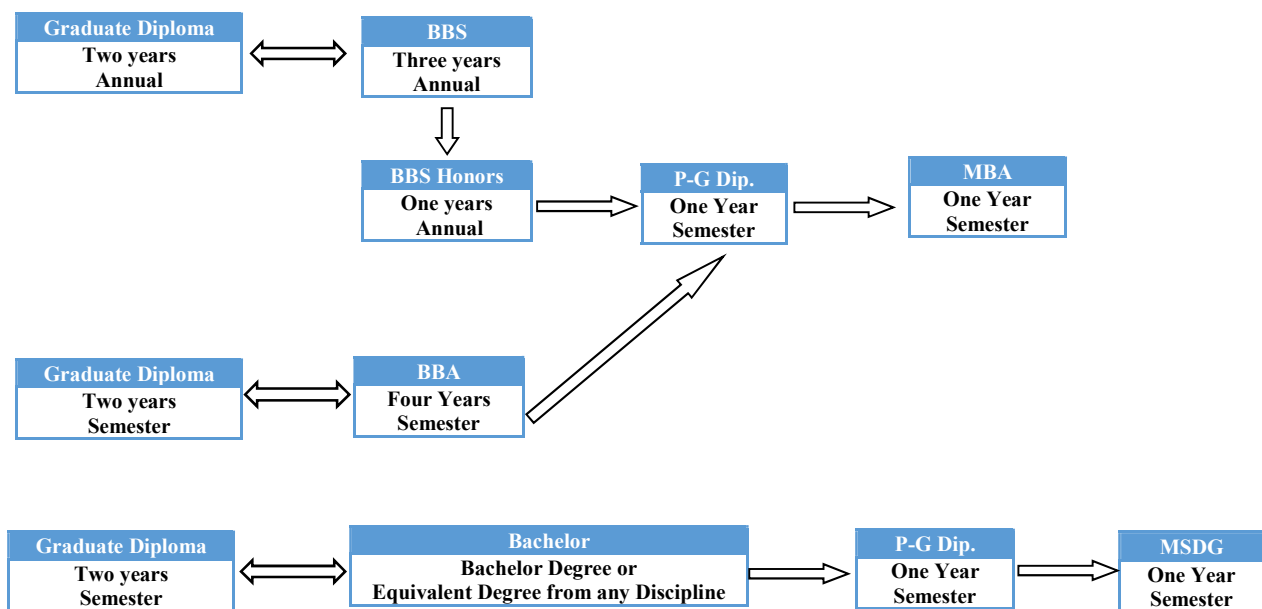 Graduate Diploma
Two years
Annual
BBS
Three years
Annual
BBS Honors
One years
Annual
P-G Dip.
One Year
Semester
MBA
One Year
Semester
Graduate Diploma
Two years
Semester
BBA
Four Years
Semester
Graduate Diploma
Two years
Semester
Bachelor
Bachelor Degree or
Equivalent Degree from any Discipline
P-G Dip.
One Year
Semester
MSDG
One Year
Semester